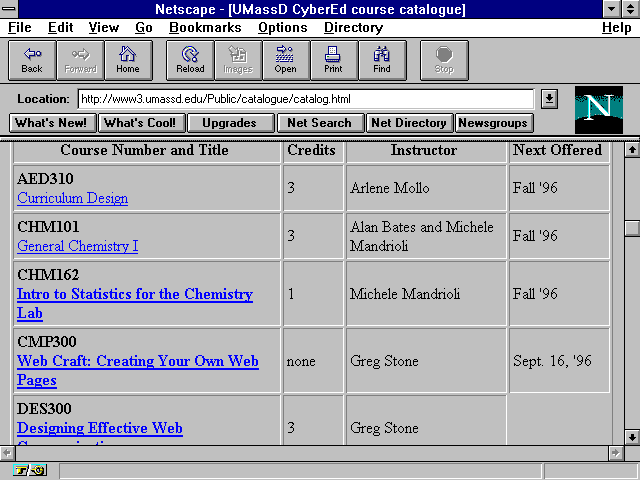 Netscape - [UMassD CyberEd course catalogue]
File Edit View Go Bookmarks Options Directory Help
Back Forward Home Reload Images Open Print Find Stop
Location: http://www3.umassd.edu/Public/catalogue/catalog.html
N
What's New! What's Cool! Upgrades Net Search Net Directory Newsgroups
Course Number and Title Credits Instructor Next Offered
AED310
Curriculum Design 3 Arlene Mollo Fall '96
CHM101
General Chemistry I 3 Alan Bates and Michele
Mandrioli Fall '96
CHM162
Intro to Statistics for the Chemistry
Lab 1 Michele Mandrioli Fall '96
CMP300
Web Craft: Creating Your Own Web
Pages none Greg Stone Sept. 16, '96
DES300
Designing Effective Web 3 Greg Stone